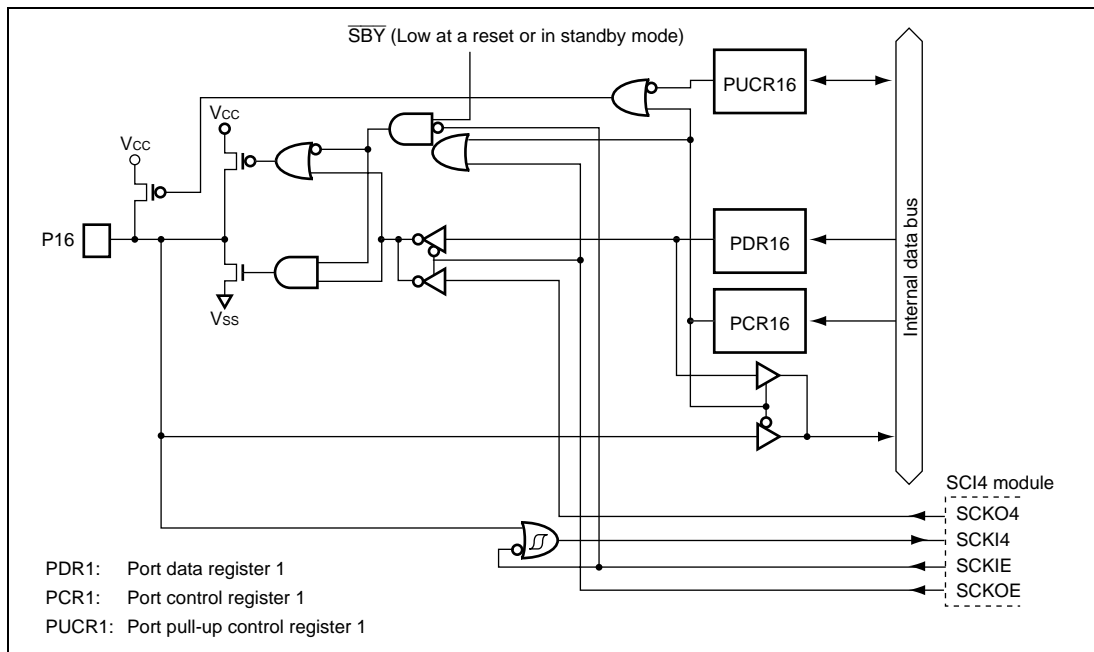 SBY (Low at a reset or in standby mode)
PUCR16
VCC
VCC
P16
PDR16
Internal data bus
PCR16
VSS
SCI4 module
SCKO4
SCKI4
SCKIE
SCKOE
PDR1: Port data register 1
PCR1: Port control register 1
PUCR1: Port pull-up control register 1